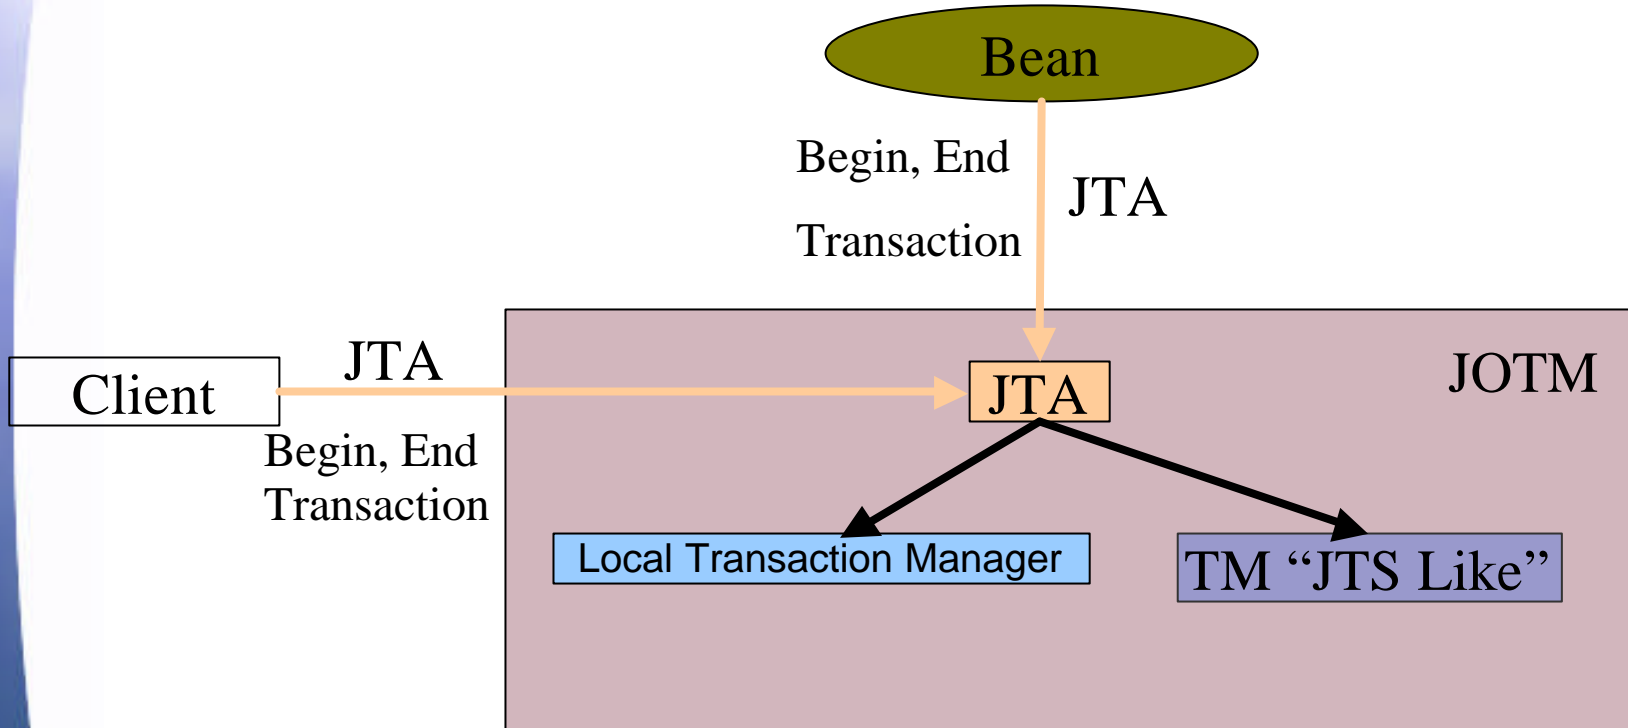 Bean
Begin, End
JTA
Transaction
JTA
JOTM
Client
JTA
Begin, End
Transaction
Local Transaction Manager
TM “JTS Like”